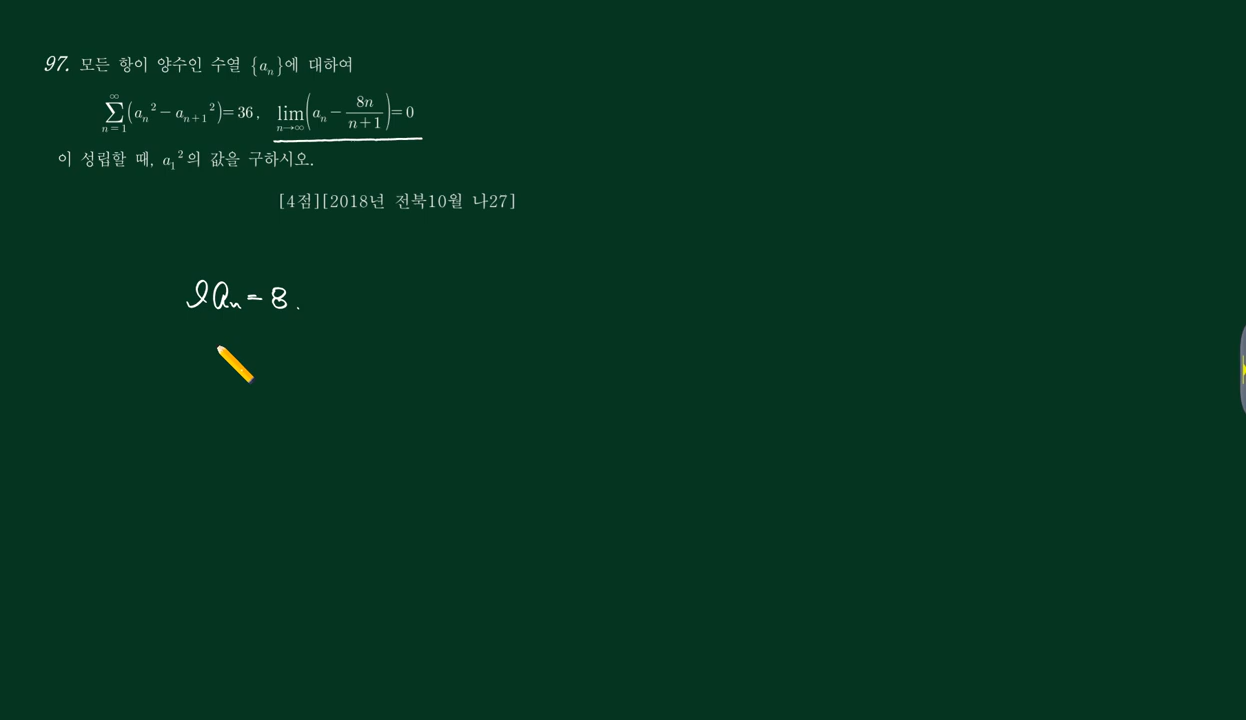 97. 모든 항이 양수인 수열 {aₙ}에 대하여
∑_{n=1}^{∞}(aₙ² − aₙ₊₁²)=36, lim_{n→∞}(aₙ − 8n/(n+1))=0
이 성립할 때, a₁²의 값을 구하시오.
[4점][2018년 전북10월 나27]
l aₙ = 8.